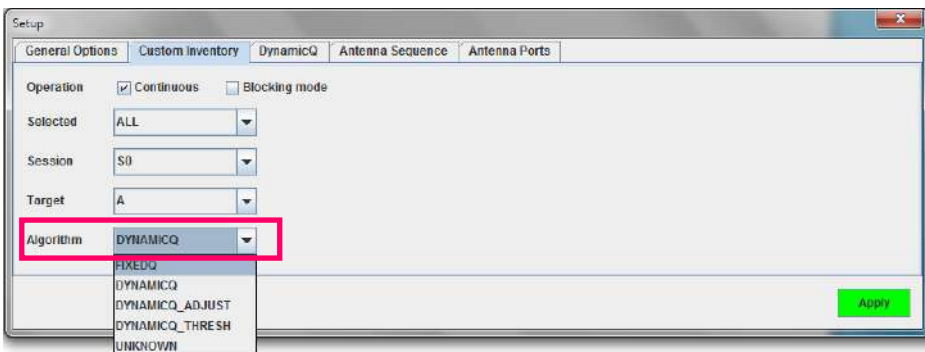 Setup
General Options Custom Inventory DynamicQ Antenna Sequence Antenna Ports
Operation Continuous Blocking mode
Selected ALL
Session S0
Target A
Algorithm DYNAMICQ
FIXEDQ
DYNAMICQ
DYNAMICQ_ADJUST
DYNAMICQ_THRESH
Apply
UNKNOWN